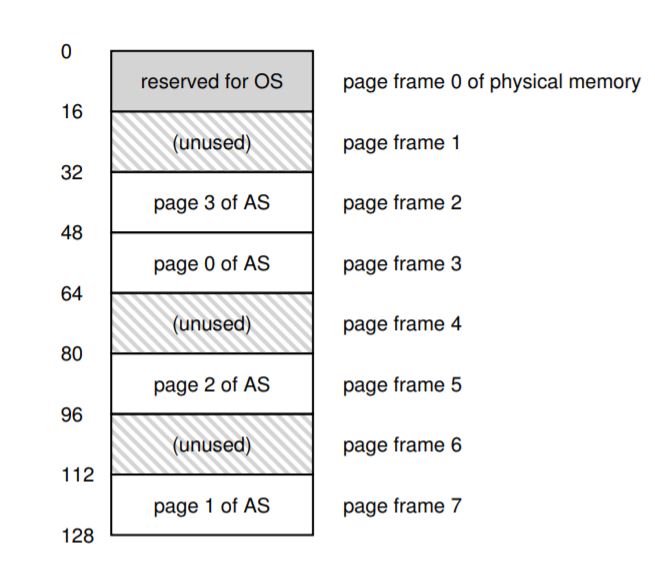 0
reserved for OS page frame 0 of physical memory
16
(unused) page frame 1
32
page 3 of AS page frame 2
48
page 0 of AS page frame 3
64
(unused) page frame 4
80
page 2 of AS page frame 5
96
(unused) page frame 6
112
page 1 of AS page frame 7
128